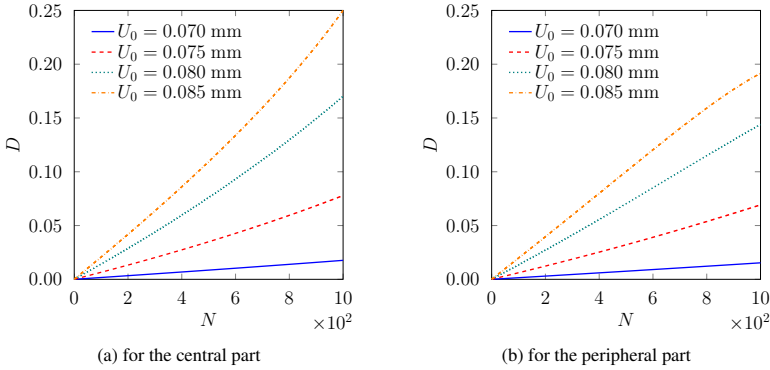 0.25
0.20
0.15
0.10
0.05
0.00
D
U₀ = 0.070 mm
U₀ = 0.075 mm
U₀ = 0.080 mm
U₀ = 0.085 mm
0 2 4 6 8 10
N
×10²
(a) for the central part
0.25
0.20
0.15
0.10
0.05
0.00
D
U₀ = 0.070 mm
U₀ = 0.075 mm
U₀ = 0.080 mm
U₀ = 0.085 mm
0 2 4 6 8 10
N
×10²
(b) for the peripheral part